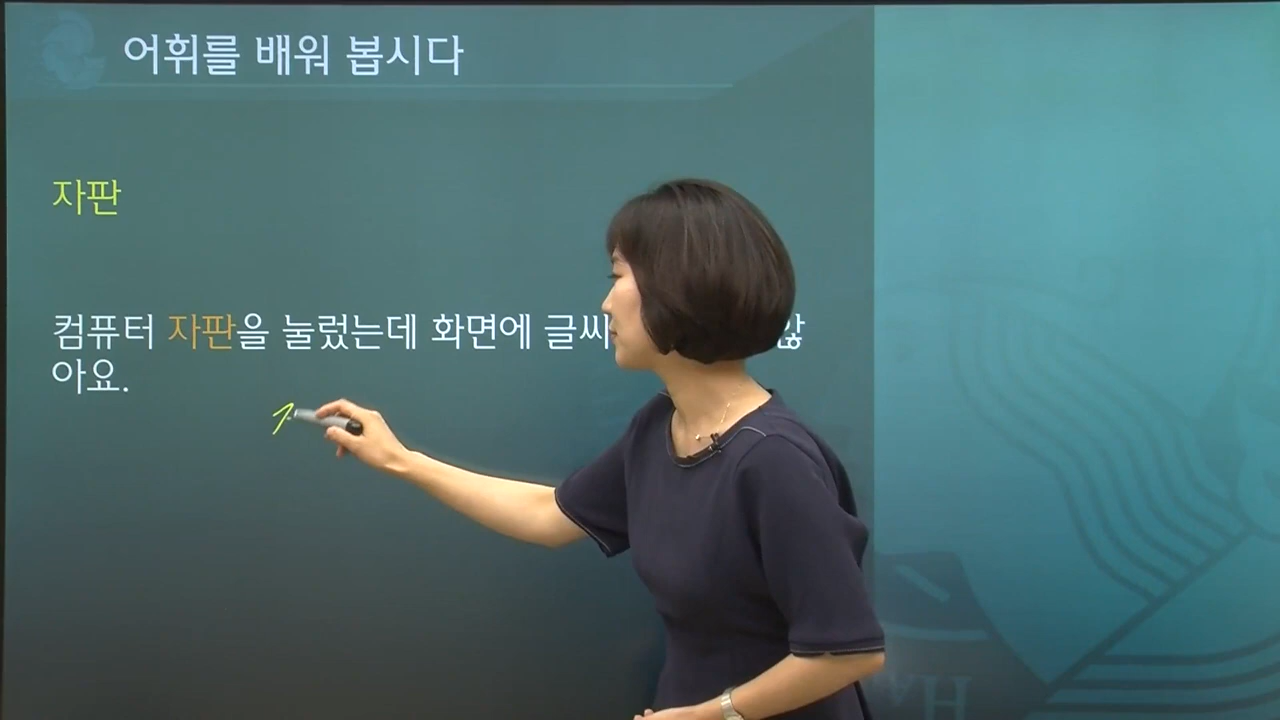 어휘를 배워 봅시다
자판
컴퓨터 자판을 눌렀는데 화면에 글씨 않
아요.